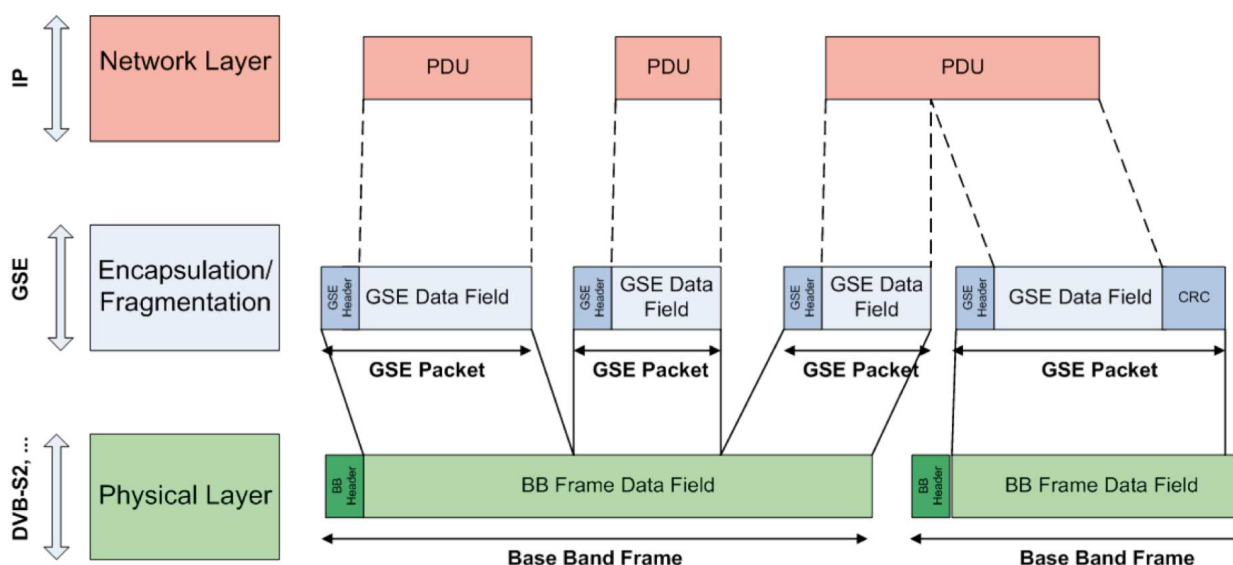 IP
Network Layer
PDU
PDU
PDU
GSE
Encapsulation/
Fragmentation
GSE
Header
GSE Data Field
GSE
Header
GSE Data
Field
GSE
Header
GSE Data
Field
GSE
Header
GSE Data Field
CRC
GSE Packet
GSE Packet
GSE Packet
GSE Packet
DVB-S2, ...
Physical Layer
BB
Header
BB Frame Data Field
BB
Header
BB Frame Data Field
Base Band Frame
Base Band Frame